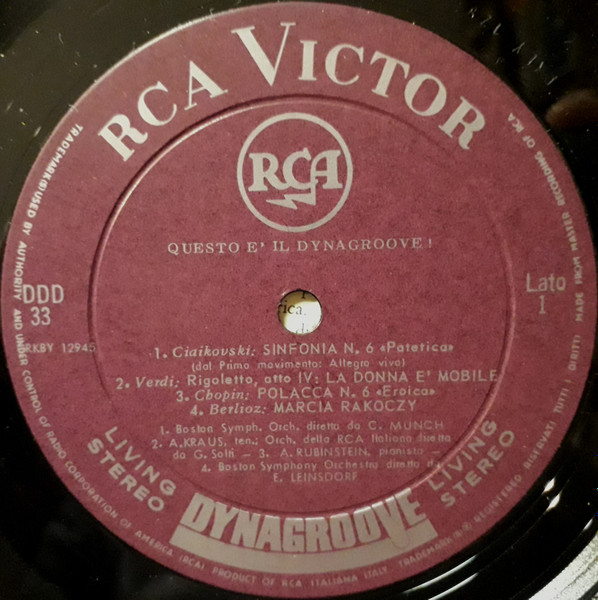 RCA VICTOR
RCA
QUESTO E' IL DYNAGROOVE!
DDD
33
RKBY 12945
Lato
1
1. Ciaikovski: SINFONIA N. 6 «Patetica»
(dal Primo movimento: Allegro vivo)
2. Verdi: Rigoletto, atto IV: LA DONNA E' MOBILE
3. Chopin: POLACCA N. 6 «Eroica»
4. Berlioz: MARCIA RAKOCZY
1. Boston Symph. Orch. diretta da C. MUNCH
2. A. KRAUS, ten.; Orch. della RCA Italiana diretta
da G. Solti - 3. A. RUBINSTEIN, pianista -
4. Boston Symphony Orchestra diretta da
E. LEINSDORF
LIVING
STEREO
LIVING
STEREO
DYNAGROOVE
TRADEMARK(S) USED BY AUTHORITY AND UNDER CONTROL OF RADIO CORPORATION OF AMERICA (RCA). PRODUCT OF RCA ITALIANA ITALY. TRADEMARK ® REGISTERED.
RISERVATI TUTTI I DIRITTI
MADE FROM MASTER RECORDING OF RCA